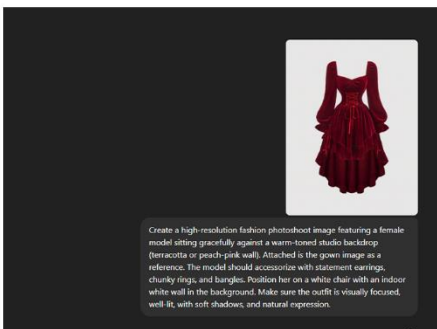 Create a high-resolution fashion photoshoot image featuring a female
model sitting gracefully against a warm-toned studio backdrop
(terracotta or peach-pink wall). Attached is the gown image as a
reference. The model should accessorize with statement earrings,
chunky rings, and bangles. Position her on a white chair with an indoor
white wall in the background. Make sure the outfit is visually focused,
well-lit, with soft shadows, and natural expression.